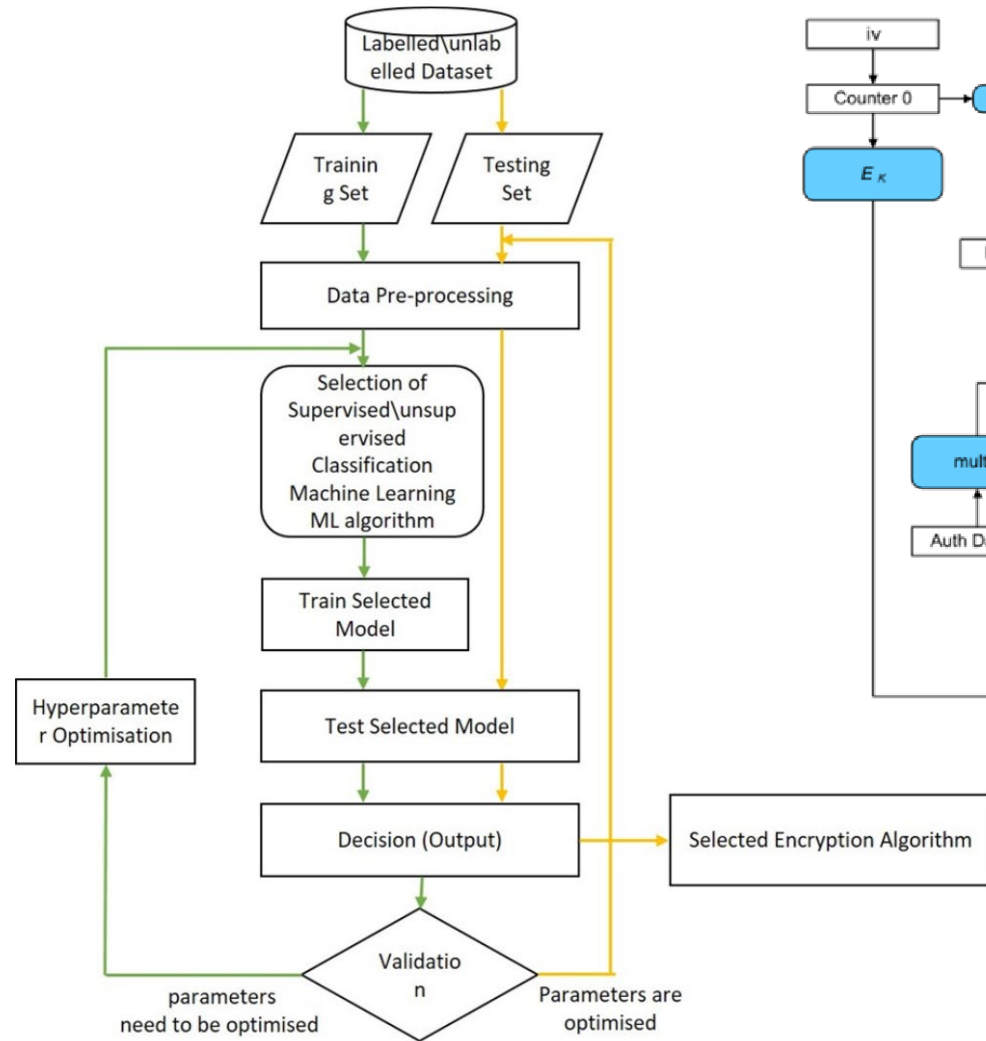 Labelled\unlab
elled Dataset
Trainin
g Set
Testing
Set
Data Pre-processing
Selection of
Supervised\unsup
ervised
Classification
Machine Learning
ML algorithm
Train Selected
Model
Hyperparamete
r Optimisation
Test Selected Model
Decision (Output)
Selected Encryption Algorithm
Validatio
n
parameters
need to be optimised
Parameters are
optimised
iv
Counter 0
E K
mult
Auth Da